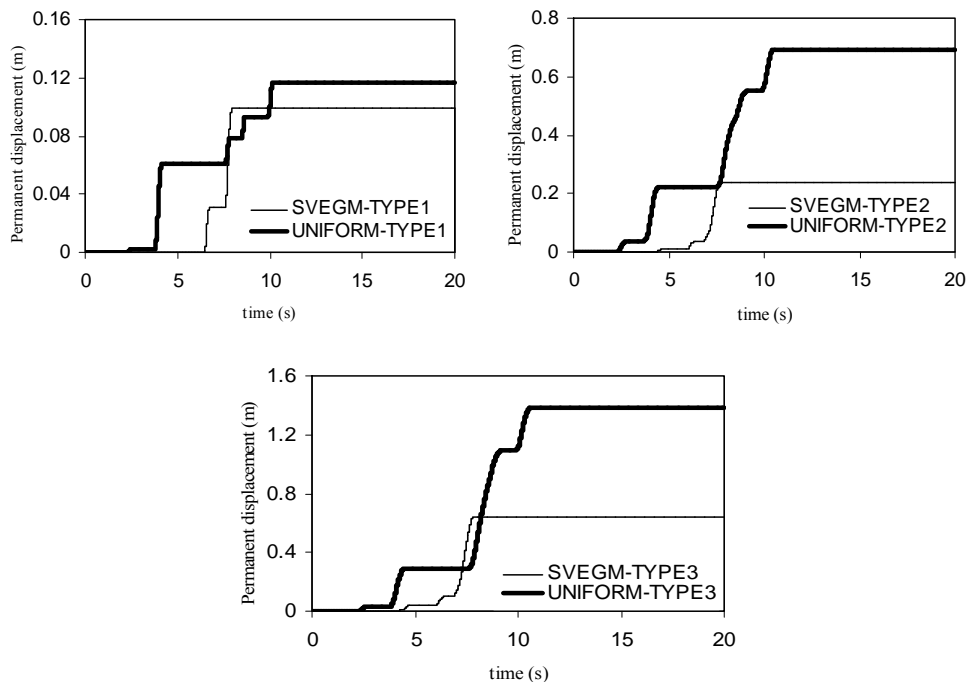 Permanent displacement (m)
0.16
0.12
0.08
0.04
0
SVEGM-TYPE1
UNIFORM-TYPE1
0 5 10 15 20
time (s)
Permanent displacement (m)
0.8
0.6
0.4
0.2
0
SVEGM-TYPE2
UNIFORM-TYPE2
0 5 10 15 20
time (s)
Permanent displacement (m)
1.6
1.2
0.8
0.4
0
SVEGM-TYPE3
UNIFORM-TYPE3
0 5 10 15 20
time (s)